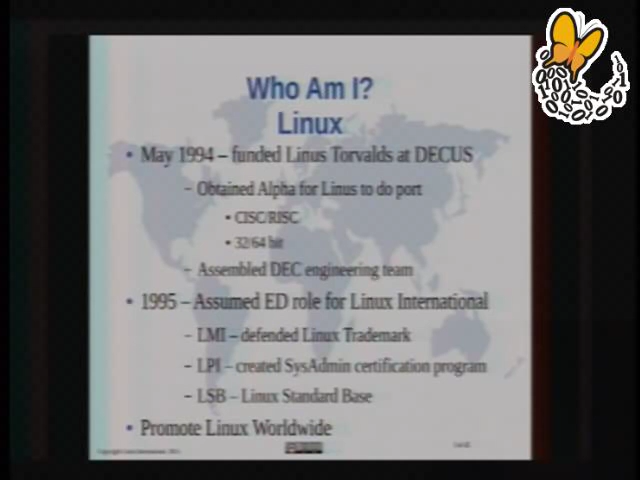 Who Am I?
Linux
• May 1994 – funded Linus Torvalds at DECUS
– Obtained Alpha for Linus to do port
• CISC/RISC
• 32/64 bit
– Assembled DEC engineering team
• 1995 – Assumed ED role for Linux International
– LMI – defended Linux Trademark
– LPI – created SysAdmin certification program
– LSB – Linux Standard Base
• Promote Linux Worldwide